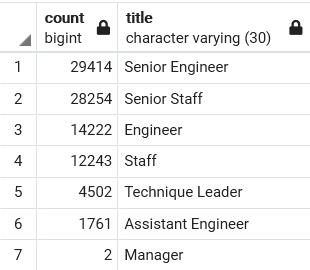 count title
bigint character varying (30)
1 29414 Senior Engineer
2 28254 Senior Staff
3 14222 Engineer
4 12243 Staff
5 4502 Technique Leader
6 1761 Assistant Engineer
7 2 Manager